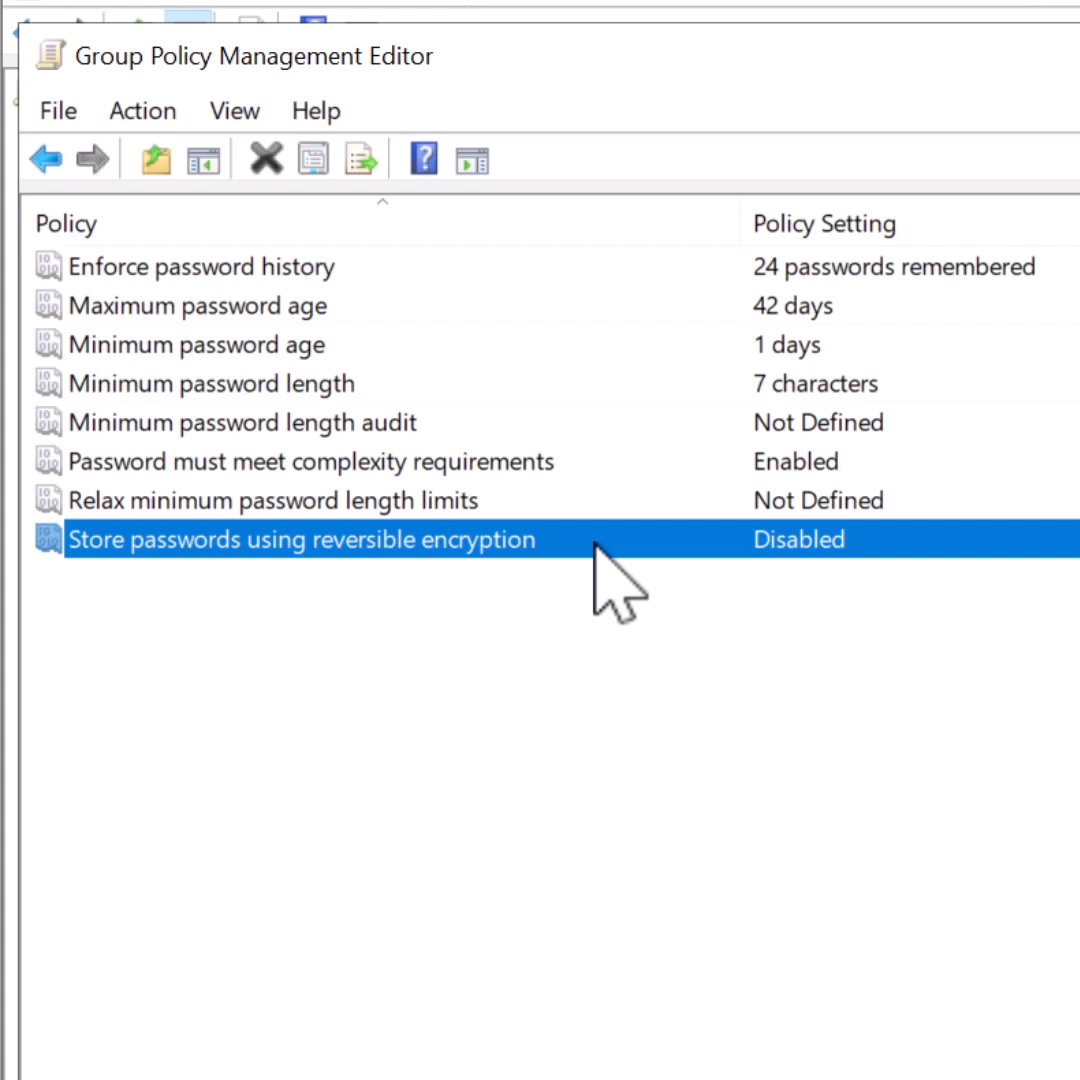 Group Policy Management Editor
File Action View Help
Policy Policy Setting
Enforce password history 24 passwords remembered
Maximum password age 42 days
Minimum password age 1 days
Minimum password length 7 characters
Minimum password length audit Not Defined
Password must meet complexity requirements Enabled
Relax minimum password length limits Not Defined
Store passwords using reversible encryption Disabled